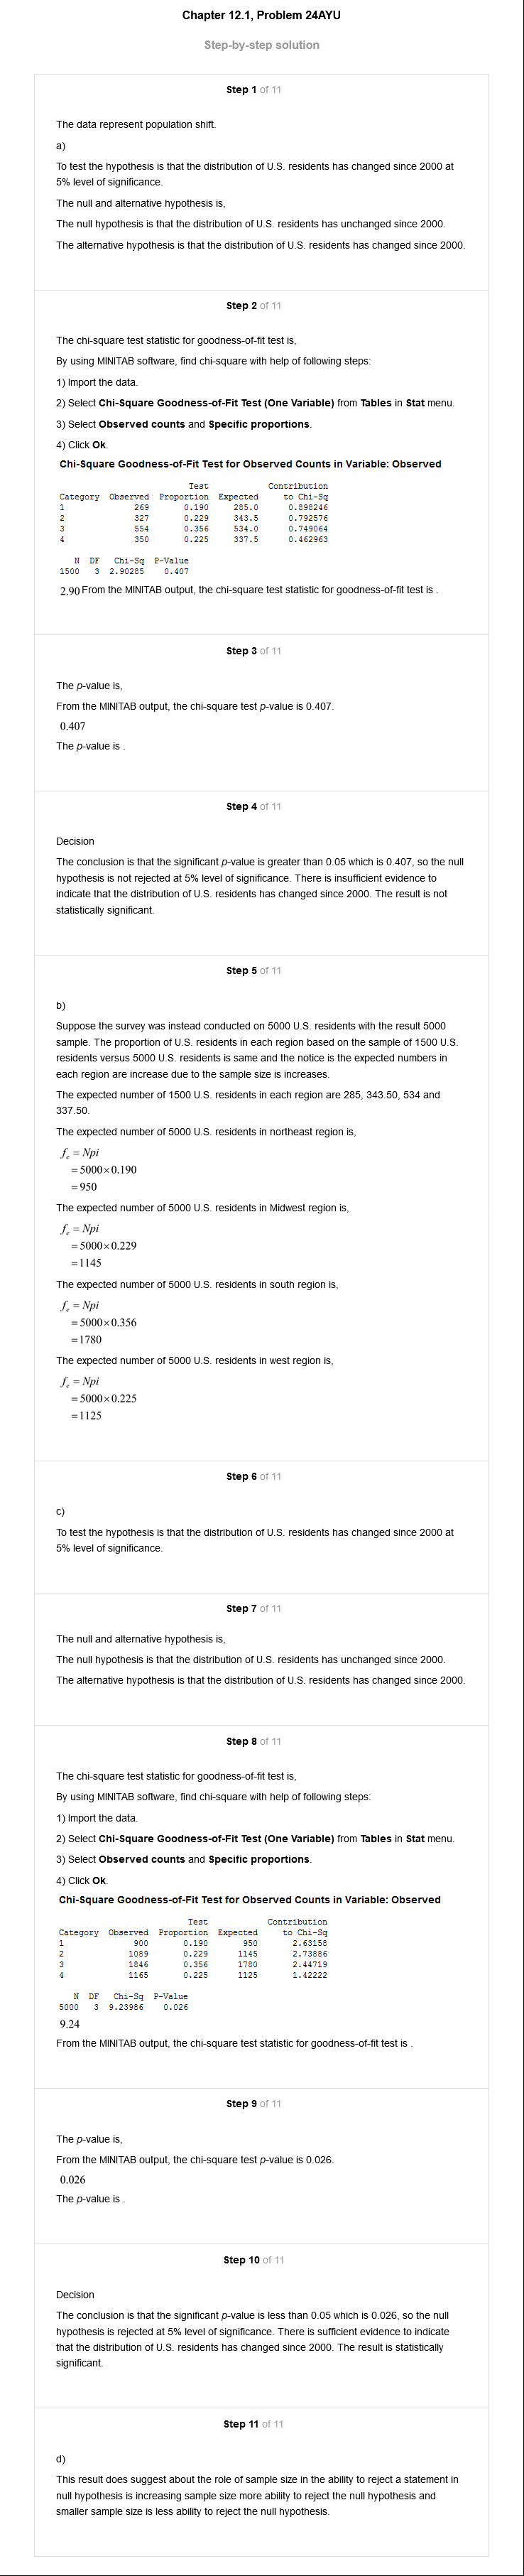 Chapter 12.1, Problem 24AYU
Step-by-step solution
Step 1 of 11
The data represent population shift.
a)
To test the hypothesis is that the distribution of U.S. residents has changed since 2000 at
5% level of significance.
The null and alternative hypothesis is,
The null hypothesis is that the distribution of U.S. residents has unchanged since 2000.
The alternative hypothesis is that the distribution of U.S. residents has changed since 2000.
Step 2 of 11
The chi-square test statistic for goodness-of-fit test is,
By using MINITAB software, find chi-square with help of following steps:
1) Import the data.
2) Select Chi-Square Goodness-of-Fit Test (One Variable) from Tables in Stat menu.
3) Select Observed counts and Specific proportions.
4) Click Ok.
Chi-Square Goodness-of-Fit Test for Observed Counts in Variable: Observed
Test Contribution
Category Observed Proportion Expected to Chi-Sq
1 269 0.190 285.0 0.898246
2 327 0.229 343.5 0.792576
3 554 0.356 534.0 0.749064
4 350 0.225 337.5 0.462963
N DF Chi-Sq P-Value
1500 3 2.90285 0.407
2.90 From the MINITAB output, the chi-square test statistic for goodness-of-fit test is .
Step 3 of 11
The p-value is,
From the MINITAB output, the chi-square test p-value is 0.407.
0.407
The p-value is .
Step 4 of 11
Decision
The conclusion is that the significant p-value is greater than 0.05 which is 0.407, so the null
hypothesis is not rejected at 5% level of significance. There is insufficient evidence to
indicate that the distribution of U.S. residents has changed since 2000. The result is not
statistically significant.
Step 5 of 11
b)
Suppose the survey was instead conducted on 5000 U.S. residents with the result 5000
sample. The proportion of U.S. residents in each region based on the sample of 1500 U.S.
residents versus 5000 U.S. residents is same and the notice is the expected numbers in
each region are increase due to the sample size is increases.
The expected number of 1500 U.S. residents in each region are 285, 343.50, 534 and
337.50.
The expected number of 5000 U.S. residents in northeast region is,
fₑ = Npi
= 5000×0.190
= 950
The expected number of 5000 U.S. residents in Midwest region is,
fₑ = Npi
= 5000×0.229
= 1145
The expected number of 5000 U.S. residents in south region is,
fₑ = Npi
= 5000×0.356
= 1780
The expected number of 5000 U.S. residents in west region is,
fₑ = Npi
= 5000×0.225
= 1125
Step 6 of 11
c)
To test the hypothesis is that the distribution of U.S. residents has changed since 2000 at
5% level of significance.
Step 7 of 11
The null and alternative hypothesis is,
The null hypothesis is that the distribution of U.S. residents has unchanged since 2000.
The alternative hypothesis is that the distribution of U.S. residents has changed since 2000.
Step 8 of 11
The chi-square test statistic for goodness-of-fit test is,
By using MINITAB software, find chi-square with help of following steps:
1) Import the data.
2) Select Chi-Square Goodness-of-Fit Test (One Variable) from Tables in Stat menu.
3) Select Observed counts and Specific proportions.
4) Click Ok.
Chi-Square Goodness-of-Fit Test for Observed Counts in Variable: Observed
Test Contribution
Category Observed Proportion Expected to Chi-Sq
1 900 0.190 950 2.63158
2 1089 0.229 1145 2.73886
3 1846 0.356 1780 2.44719
4 1165 0.225 1125 1.42222
N DF Chi-Sq P-Value
5000 3 9.23986 0.026
9.24
From the MINITAB output, the chi-square test statistic for goodness-of-fit test is .
Step 9 of 11
The p-value is,
From the MINITAB output, the chi-square test p-value is 0.026.
0.026
The p-value is .
Step 10 of 11
Decision
The conclusion is that the significant p-value is less than 0.05 which is 0.026, so the null
hypothesis is rejected at 5% level of significance. There is sufficient evidence to indicate
that the distribution of U.S. residents has changed since 2000. The result is statistically
significant.
Step 11 of 11
d)
This result does suggest about the role of sample size in the ability to reject a statement in
null hypothesis is increasing sample size more ability to reject the null hypothesis and
smaller sample size is less ability to reject the null hypothesis.